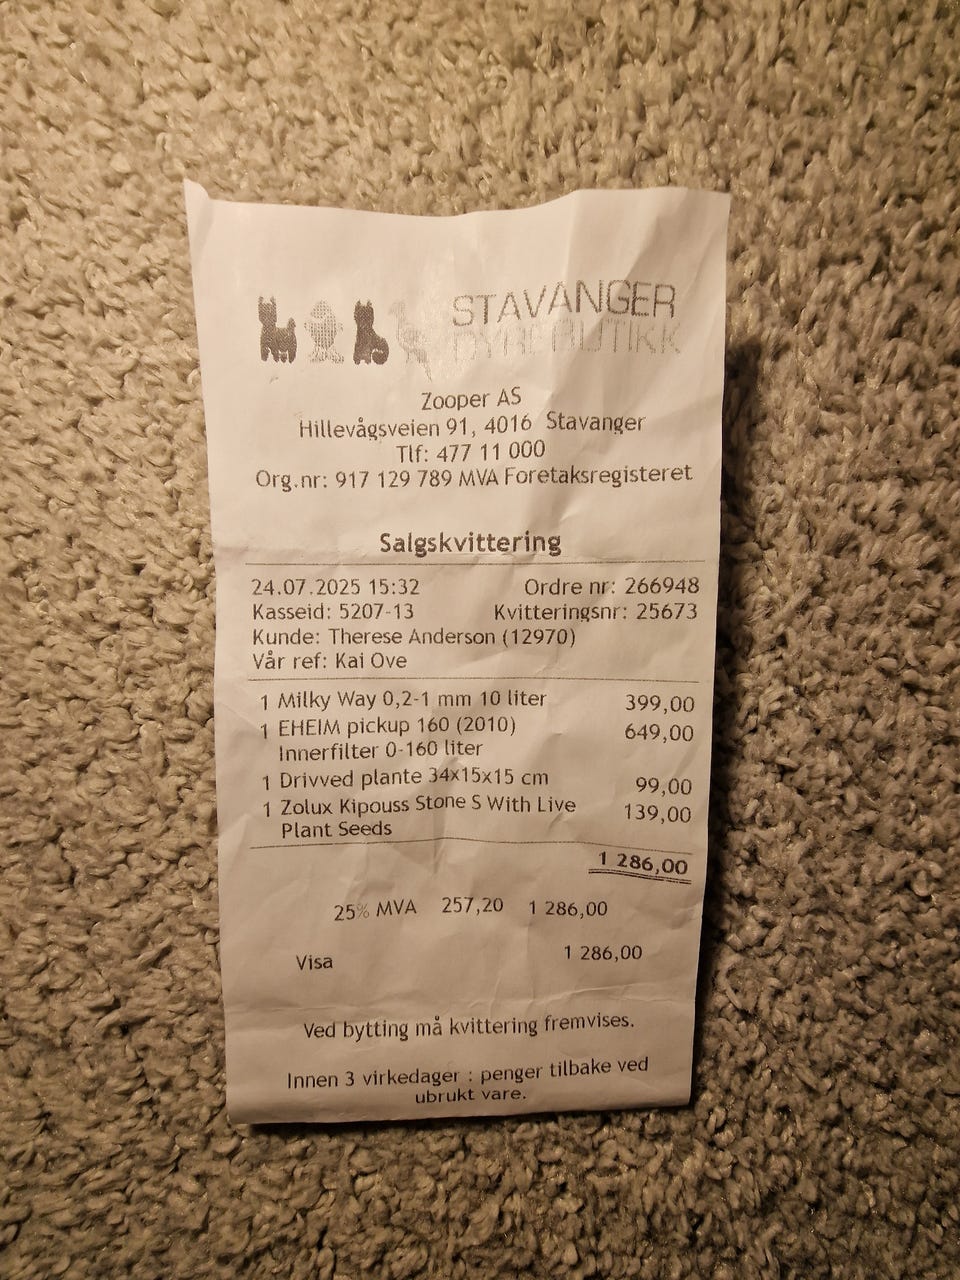 STAVANGER
DYREBUTIKK
Zooper AS
Hillevågsveien 91, 4016 Stavanger
Tlf: 477 11 000
Org.nr: 917 129 789 MVA Foretaksregisteret
Salgskvittering
24.07.2025 15:32 Ordre nr: 266948
Kasseid: 5207-13 Kvitteringsnr: 25673
Kunde: Therese Anderson (12970)
Vår ref: Kai Ove
1 Milky Way 0,2-1 mm 10 liter 399,00
1 EHEIM pickup 160 (2010) 649,00
Innerfilter 0-160 liter
1 Drivved plante 34x15x15 cm 99,00
1 Zolux Kipouss Stone S With Live 139,00
Plant Seeds
1 286,00
25% MVA 257,20 1 286,00
Visa 1 286,00
Ved bytting må kvittering fremvises.
Innen 3 virkedager : penger tilbake ved
ubrukt vare.